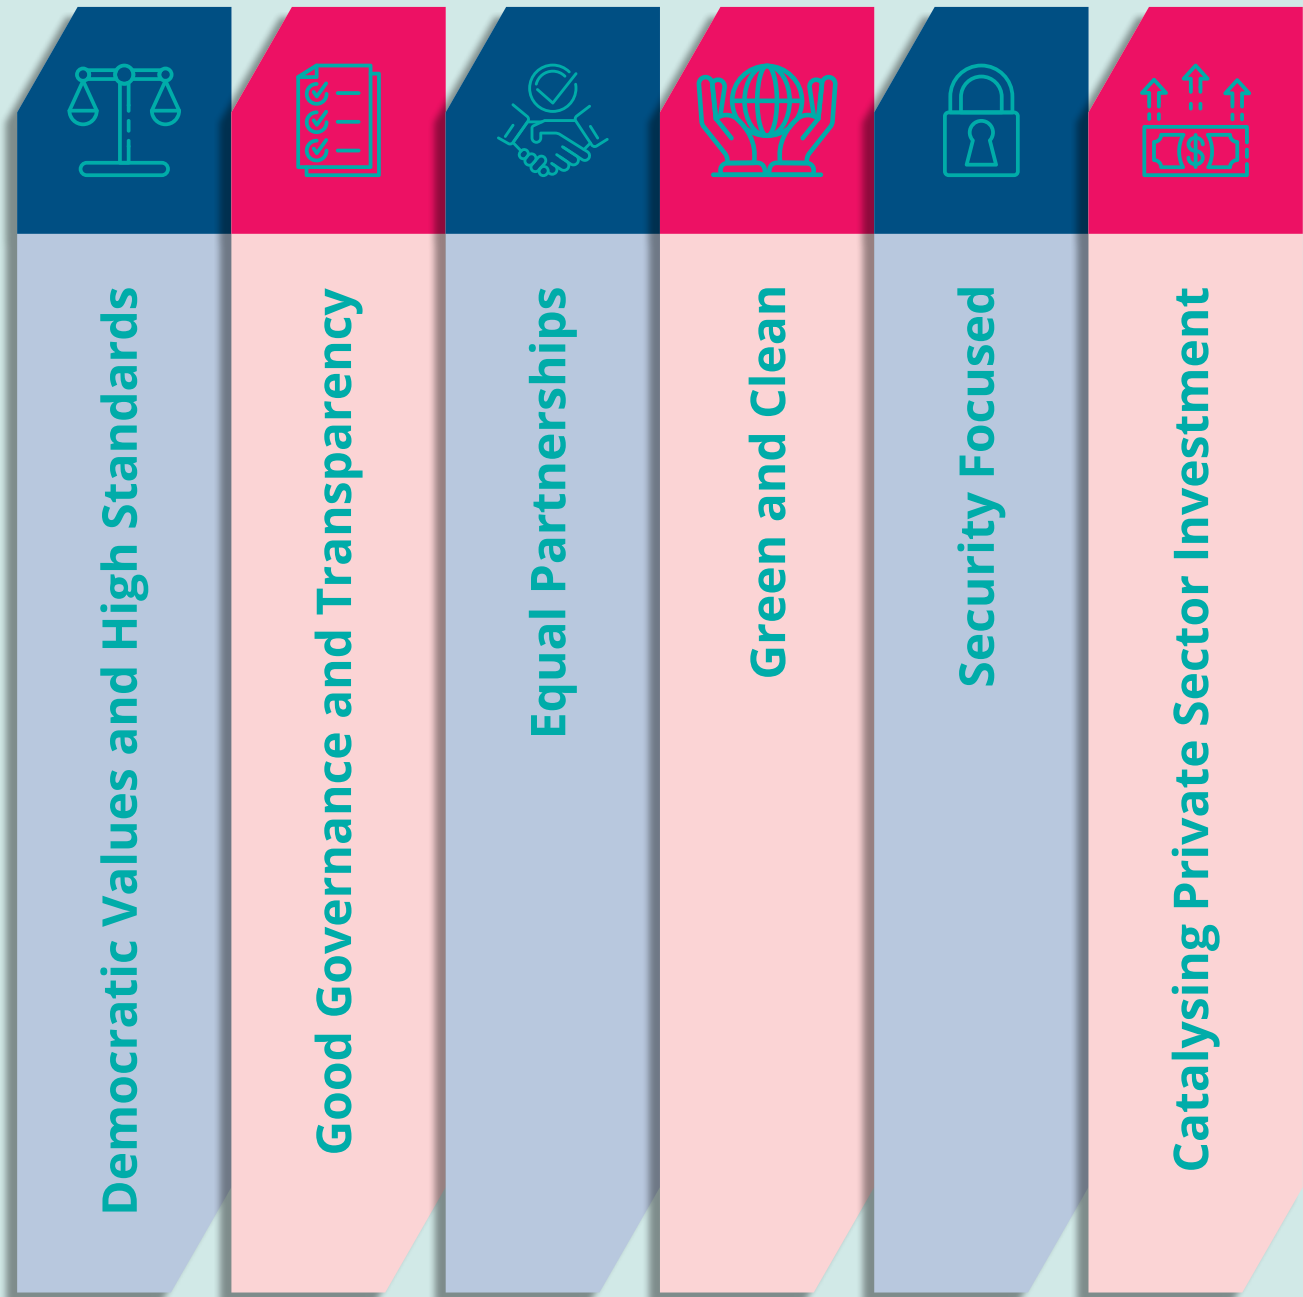 Democratic Values and High Standards
Good Governance and Transparency
Equal Partnerships
Green and Clean
Security Focused
Catalysing Private Sector Investment
$